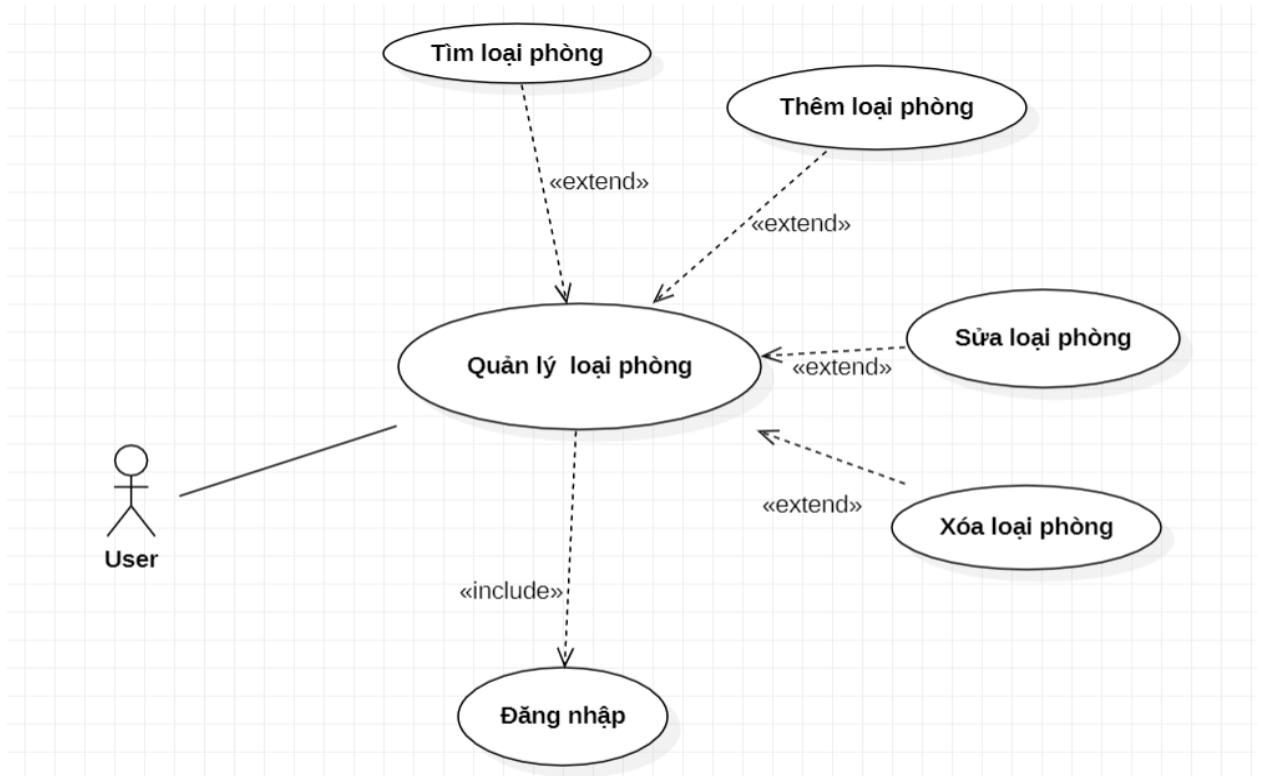 Tìm loại phòng
Thêm loại phòng
«extend»
«extend»
Sửa loại phòng
Quản lý  loại phòng
«extend»
«extend»
Xóa loại phòng
User
«include»
Đăng nhập